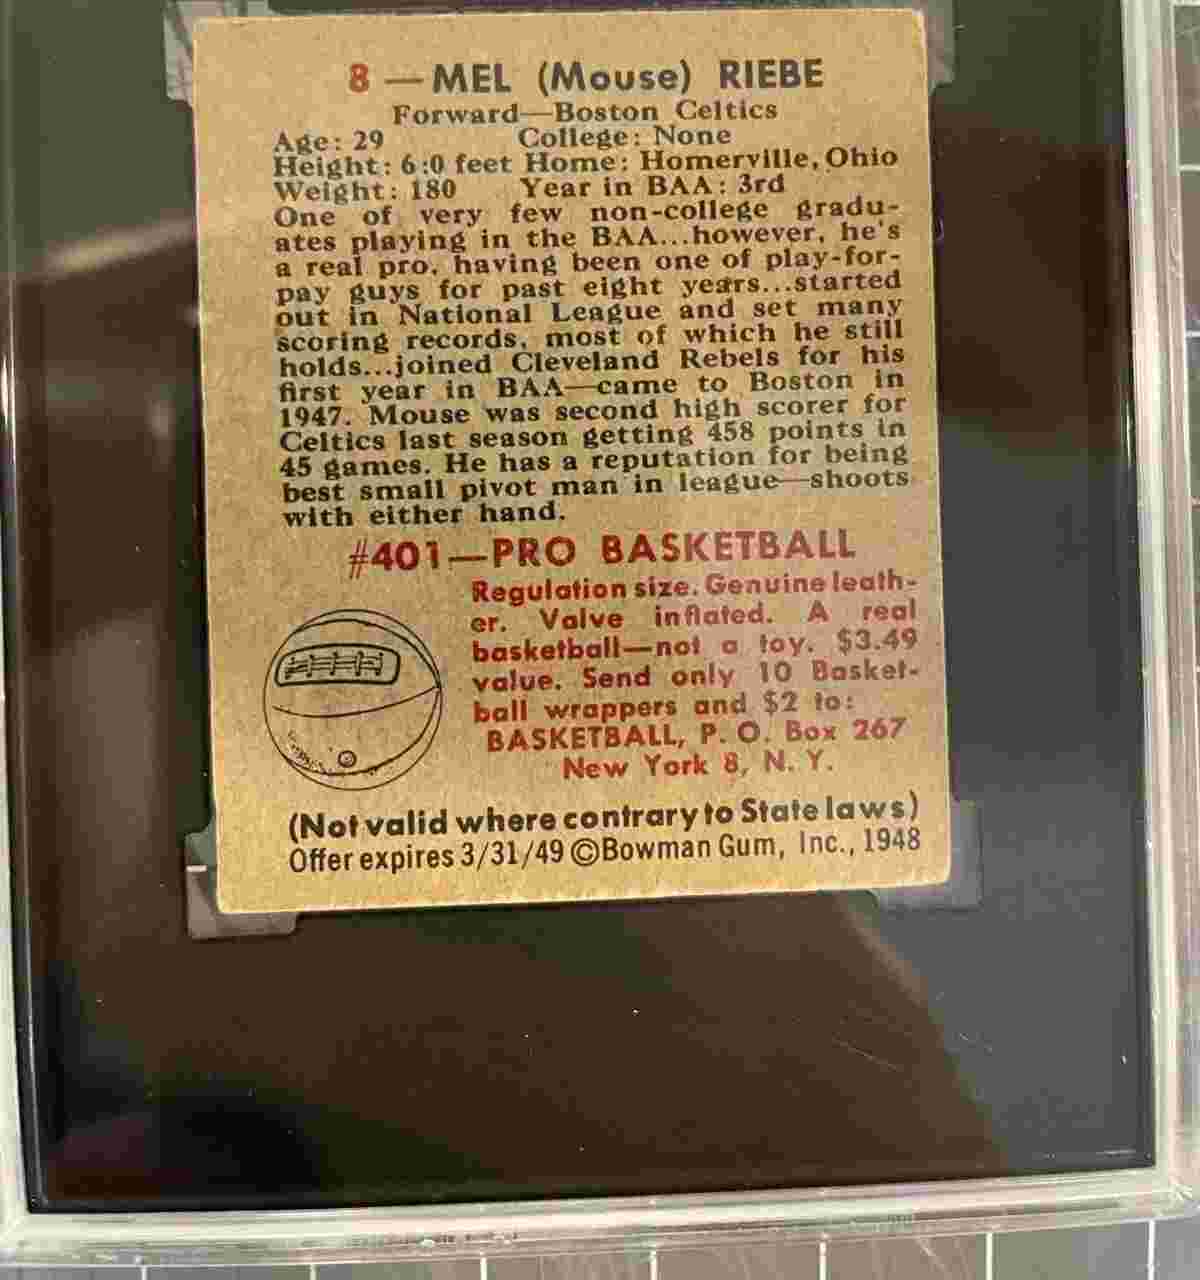 8 — MEL (Mouse) RIEBE
Forward—Boston Celtics
Age: 29 College: None
Height: 6:0 feet Home: Homerville, Ohio
Weight: 180 Year in BAA: 3rd
One of very few non-college gradu-
ates playing in the BAA...however, he's
a real pro, having been one of play-for-
pay guys for past eight years...started
out in National League and set many
scoring records, most of which he still
holds...joined Cleveland Rebels for his
first year in BAA—came to Boston in
1947. Mouse was second high scorer for
Celtics last season getting 458 points in
45 games. He has a reputation for being
best small pivot man in league—shoots
with either hand.
#401—PRO BASKETBALL
Regulation size. Genuine leath-
er. Valve inflated. A real
basketball—not a toy. $3.49
value. Send only 10 Basket-
ball wrappers and $2 to:
BASKETBALL, P. O. Box 267
New York 8, N. Y.
(Not valid where contrary to State laws)
Offer expires 3/31/49 ©Bowman Gum, Inc., 1948